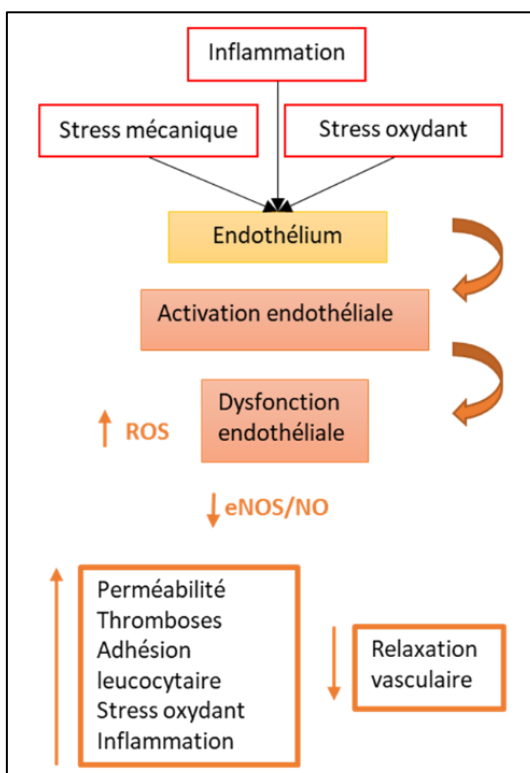 Inflammation
Stress mécanique
Stress oxydant
Endothélium
Activation endothéliale
Dysfonction
endothéliale
ROS
eNOS/NO
Perméabilité
Thromboses
Adhésion
leucocytaire
Stress oxydant
Inflammation
Relaxation
vasculaire